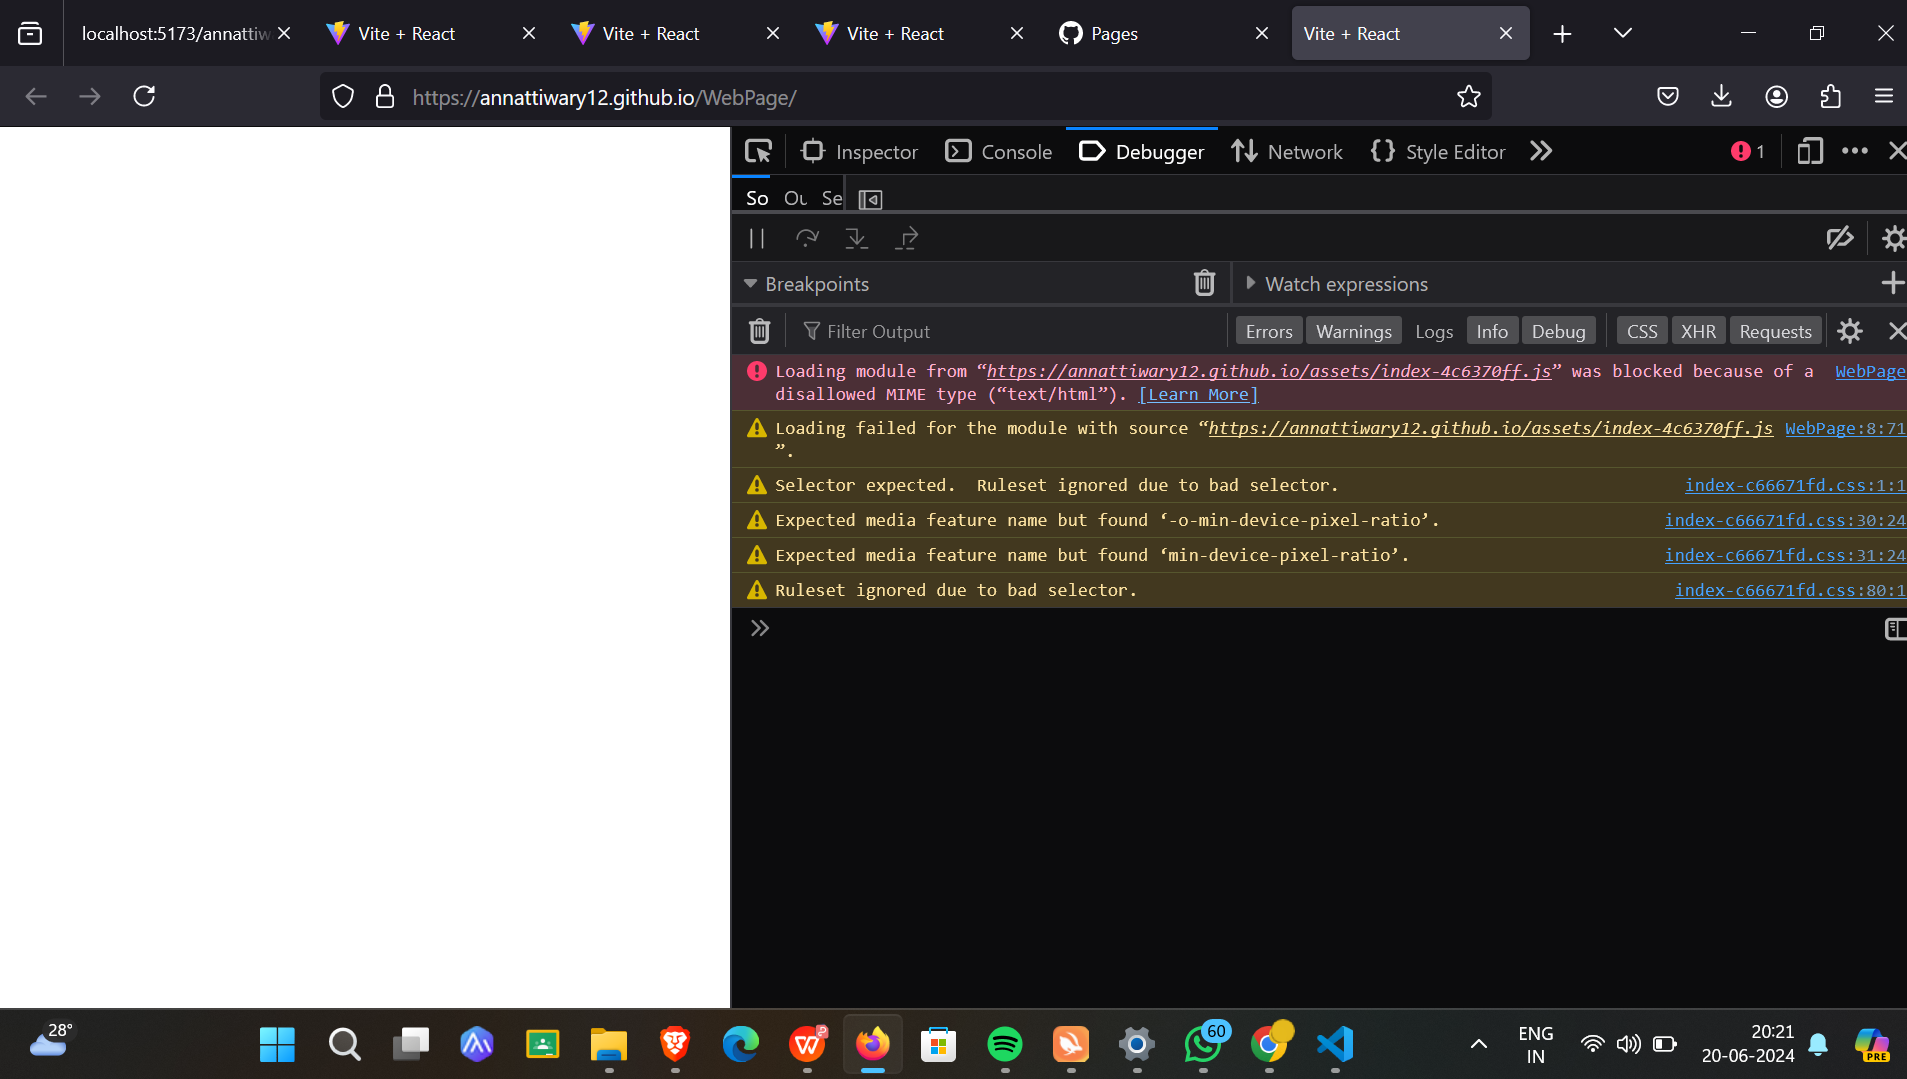 localhost:5173/annattiw
Vite + React
Vite + React
Vite + React
Pages
Vite + React
https://annattiwary12.github.io/WebPage/
Inspector
Console
Debugger
Network
Style Editor
1
So
Ou
Se
Breakpoints
Watch expressions
Filter Output
Errors
Warnings
Logs
Info
Debug
CSS
XHR
Requests
Loading module from “https://annattiwary12.github.io/assets/index-4c6370ff.js” was blocked because of a
WebPage
disallowed MIME type (“text/html”). [Learn More]
Loading failed for the module with source “https://annattiwary12.github.io/assets/index-4c6370ff.js
WebPage:8:71
”.
Selector expected.  Ruleset ignored due to bad selector.
index-c66671fd.css:1:1
Expected media feature name but found ‘-o-min-device-pixel-ratio’.
index-c66671fd.css:30:24
Expected media feature name but found ‘min-device-pixel-ratio’.
index-c66671fd.css:31:24
Ruleset ignored due to bad selector.
index-c66671fd.css:80:1
28°
60
ENG
IN
20:21
20-06-2024
PRE